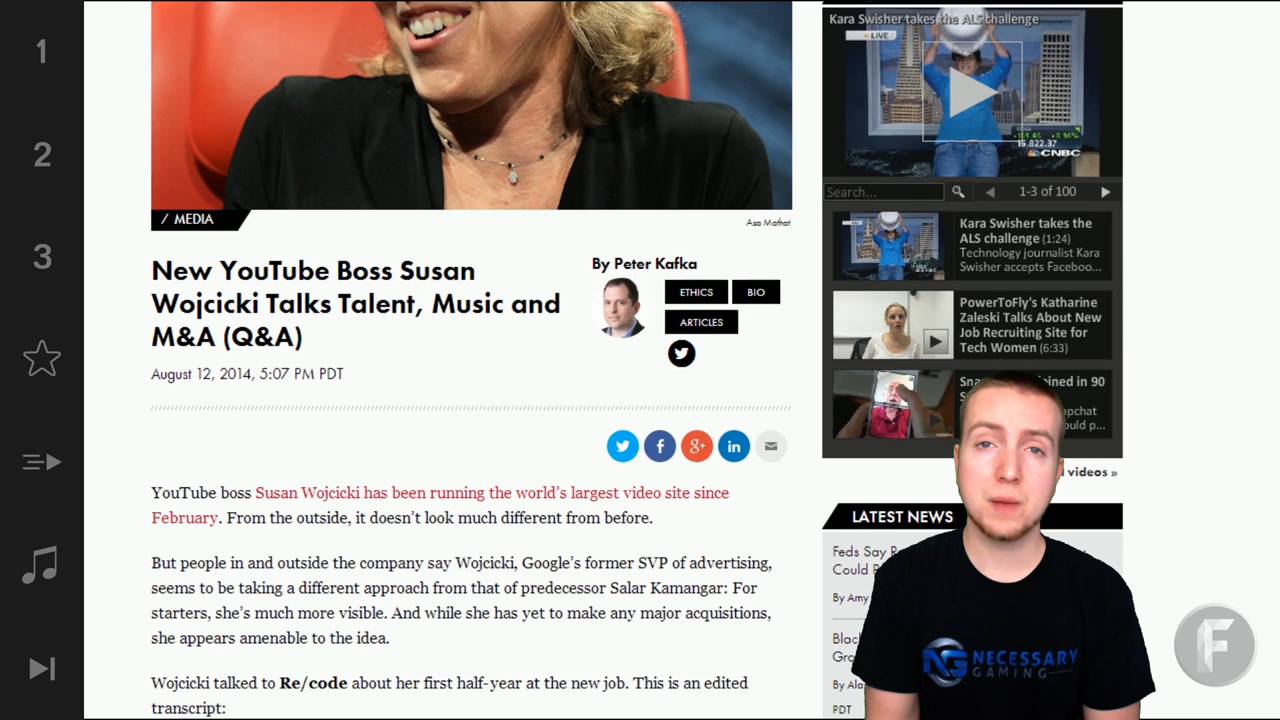 1
2
3
/ MEDIA
Asa Mathat
New YouTube Boss Susan
Wojcicki Talks Talent, Music and
M&A (Q&A)
August 12, 2014, 5:07 PM PDT
By Peter Kafka
ETHICS
BIO
ARTICLES
YouTube boss Susan Wojcicki has been running the world's largest video site since
February. From the outside, it doesn't look much different from before.
But people in and outside the company say Wojcicki, Google's former SVP of advertising,
seems to be taking a different approach from that of predecessor Salar Kamangar: For
starters, she's much more visible. And while she has yet to make any major acquisitions,
she appears amenable to the idea.
Wojcicki talked to Re/code about her first half-year at the new job. This is an edited
transcript:
Kara Swisher takes the ALS challenge
LIVE
CNBC
Search...
1-3 of 100
Kara Swisher takes the
ALS challenge (1:24)
Technology journalist Kara
Swisher accepts Faceboo...
PowerToFly's Katharine
Zaleski Talks About New
Job Recruiting Site for
Tech Women (6:33)
in 90
videos »
LATEST NEWS
Feds Say
Could
By Amy
By
PDT
NG NECESSARY
GAMING
F